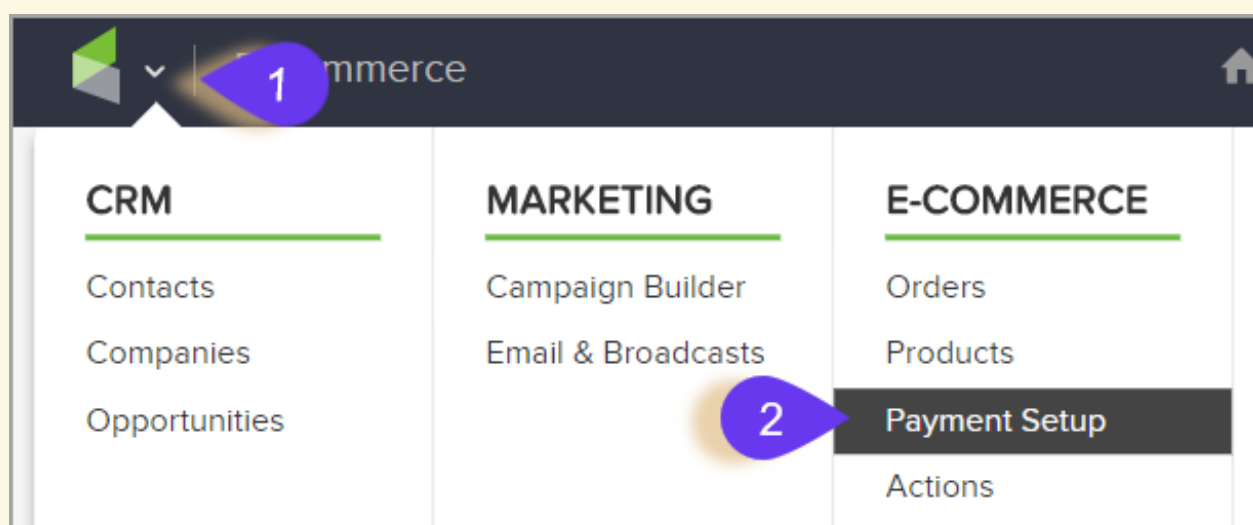 1
mmerce
CRM
Contacts
Companies
Opportunities
MARKETING
Campaign Builder
Email & Broadcasts
E-COMMERCE
Orders
Products
2
Payment Setup
Actions